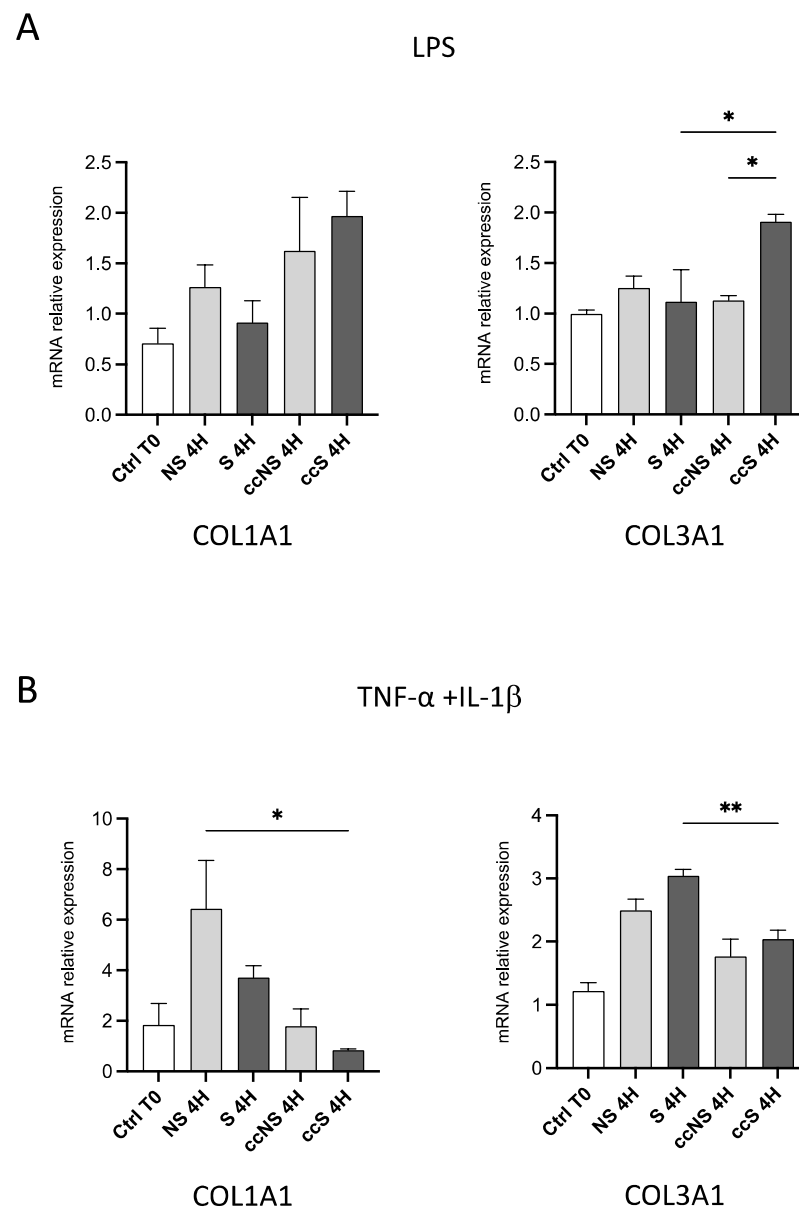 A
LPS
mRNA relative expression
2.5
2.0
1.5
1.0
0.5
0.0
Ctrl T0
NS 4H
S 4H
ccNS 4H
ccS 4H
COL1A1
*
*
mRNA relative expression
2.5
2.0
1.5
1.0
0.5
0.0
Ctrl T0
NS 4H
S 4H
ccNS 4H
ccS 4H
COL3A1
B
TNF-α +IL-1β
*
mRNA relative expression
10
8
6
4
2
0
Ctrl T0
NS 4H
S 4H
ccNS 4H
ccS 4H
COL1A1
**
mRNA relative expression
4
3
2
1
0
Ctrl T0
NS 4H
S 4H
ccNS 4H
ccS 4H
COL3A1